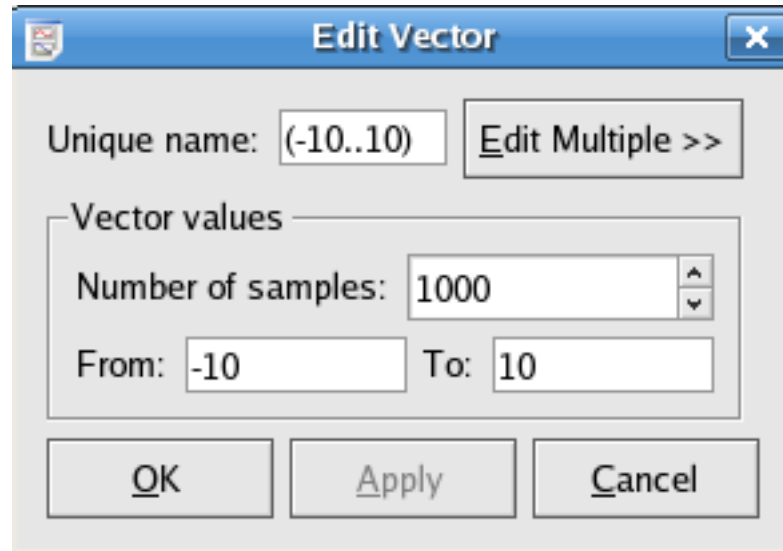 Edit Vector
Unique name: (-10..10) Edit Multiple >>
Vector values
Number of samples: 1000
From: -10 To: 10
OK Apply Cancel